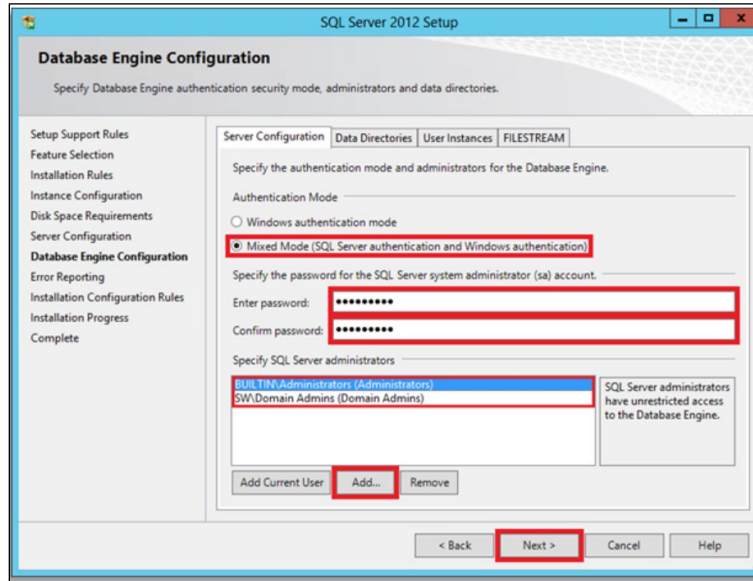 SQL Server 2012 Setup
Database Engine Configuration
Specify Database Engine authentication security mode, administrators and data directories.
Setup Support Rules
Feature Selection
Installation Rules
Instance Configuration
Disk Space Requirements
Server Configuration
Database Engine Configuration
Error Reporting
Installation Configuration Rules
Installation Progress
Complete
Server Configuration Data Directories User Instances FILESTREAM
Specify the authentication mode and administrators for the Database Engine.
Authentication Mode
Windows authentication mode
Mixed Mode (SQL Server authentication and Windows authentication)
Specify the password for the SQL Server system administrator (sa) account.
Enter password: ●●●●●●●●●
Confirm password: ●●●●●●●●●
Specify SQL Server administrators
BUILTIN\Administrators (Administrators)
SW\Domain Admins (Domain Admins)
SQL Server administrators
have unrestricted access
to the Database Engine.
Add Current User Add... Remove
< Back Next > Cancel Help